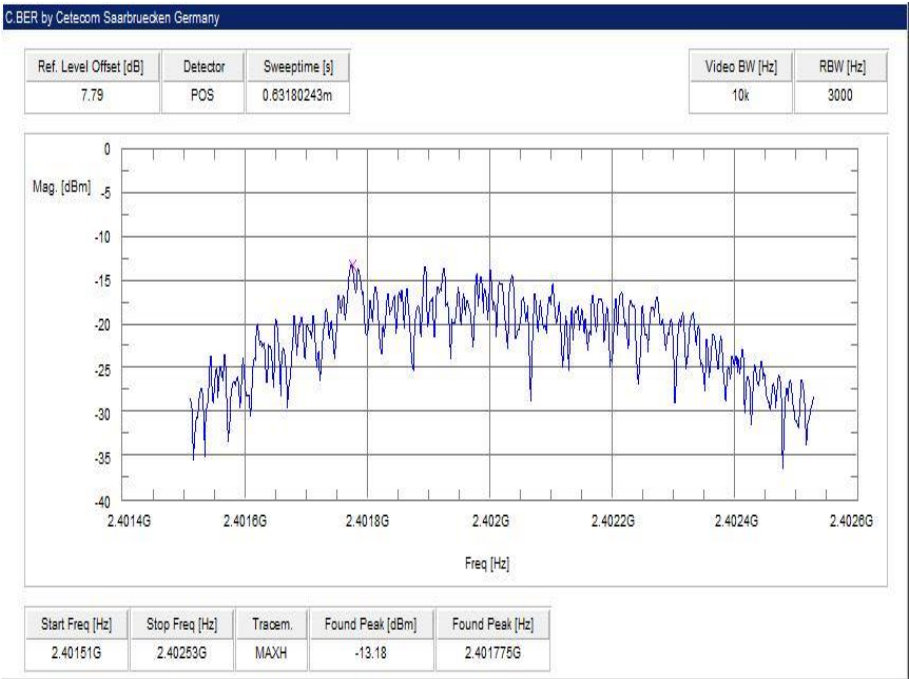 C.BER by Cetecom Saarbruecken Germany
Ref. Level Offset [dB] Detector Sweeptime [s] Video BW [Hz] RBW [Hz]
7.79 POS 0.63180243m 10k 3000
0
Mag. [dBm] -5
-10
-15
-20
-25
-30
-35
-40
2.4014G 2.4016G 2.4018G 2.402G 2.4022G 2.4024G 2.4026G
Freq [Hz]
Start Freq [Hz] Stop Freq [Hz] Tracem. Found Peak [dBm] Found Peak [Hz]
2.40151G 2.40253G MAXH -13.18 2.401775G